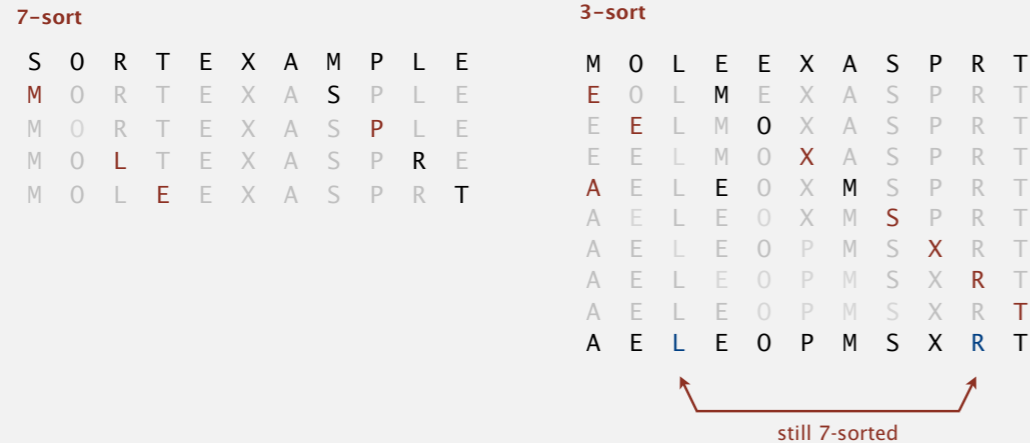 7-sort
S O R T E X A M P L E
M O R T E X A S P L E
M O R T E X A S P L E
M O L T E X A S P R E
M O L E E X A S P R T
3-sort
M O L E E X A S P R T
E O L M E X A S P R T
E E L M O X A S P R T
E E L M O X A S P R T
A E L E O X M S P R T
A E L E O X M S P R T
A E L E O P M S X R T
A E L E O P M S X R T
A E L E O P M S X R T
A E L E O P M S X R T
still 7-sorted